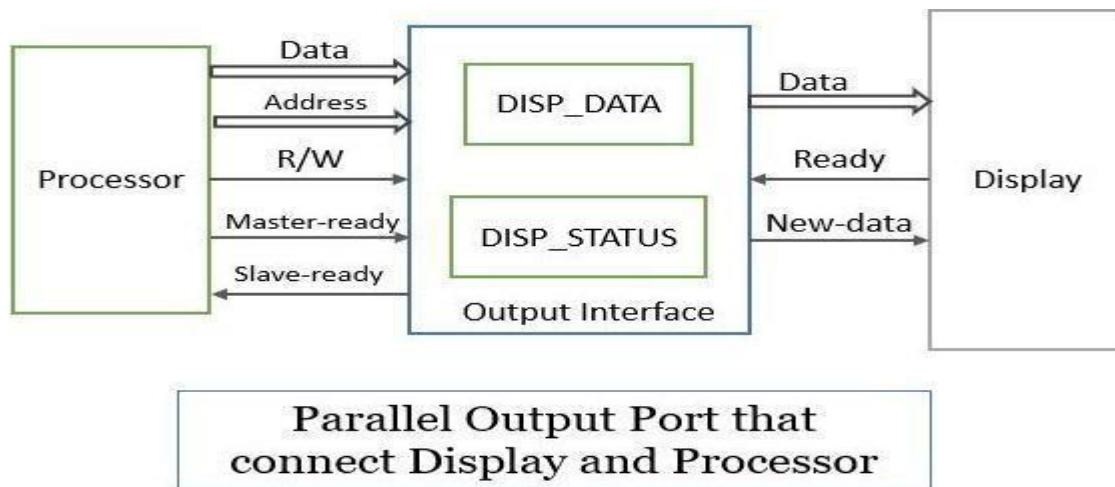 Processor
Data
Address
R/W
Master-ready
Slave-ready
DISP_DATA
DISP_STATUS
Output Interface
Data
Ready
New-data
Display
Parallel Output Port that
connect Display and Processor